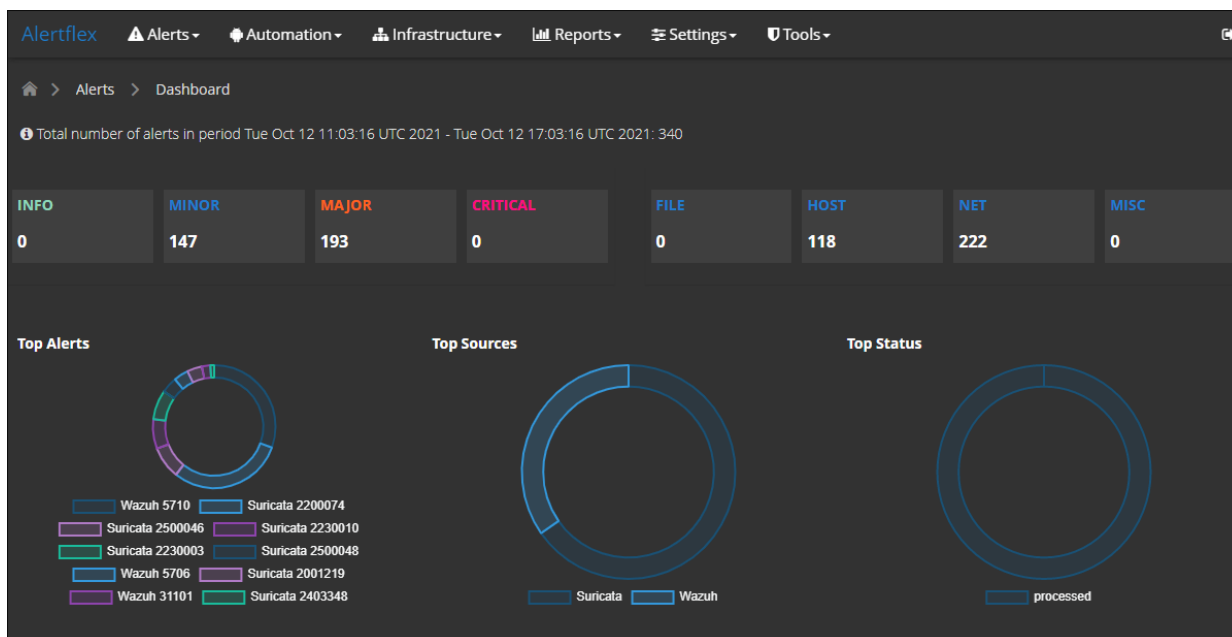 Alertflex Alerts Automation Infrastructure Reports Settings Tools
Alerts Dashboard
Total number of alerts in period Tue Oct 12 11:03:16 UTC 2021 - Tue Oct 12 17:03:16 UTC 2021: 340
INFO MINOR MAJOR CRITICAL FILE HOST NET MISC
0 147 193 0 0 118 222 0
Top Alerts Top Sources Top Status
Wazuh 5710 Suricata 2200074
Suricata 2500046 Suricata 2230010
Suricata 2230003 Suricata 2500048
Wazuh 5706 Suricata 2001219
Wazuh 31101 Suricata 2403348
Suricata Wazuh
processed